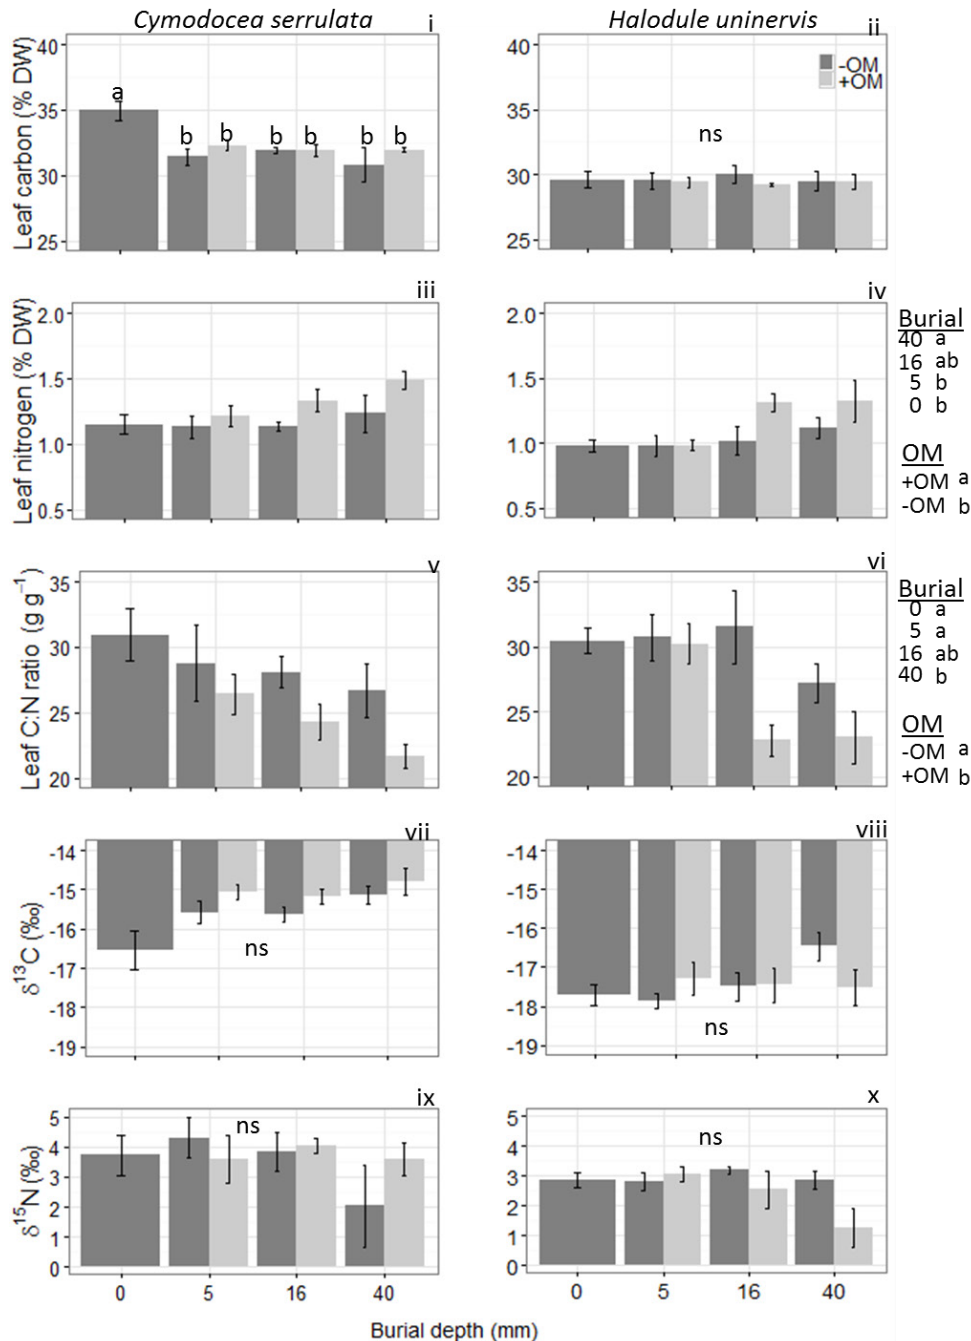 Cymodocea serrulata
Halodule uninervis
i
Leaf carbon (% DW)
40
35
30
25
a
b b b b b b
ii
40
35
30
25
-OM
+OM
ns
iii
Leaf nitrogen (% DW)
2.0
1.5
1.0
0.5
iv
2.0
1.5
1.0
0.5
Burial
40 a
16 ab
5 b
0 b
OM
+OM a
-OM b
v
Leaf C:N ratio (g g⁻¹)
35
30
25
20
vi
35
30
25
20
Burial
0 a
5 a
16 ab
40 b
OM
-OM a
+OM b
vii
δ¹³C (‰)
-14
-15
-16
-17
-18
-19
ns
viii
-14
-15
-16
-17
-18
-19
ns
ix
δ¹⁵N (‰)
5
4
3
2
1
0
ns
0 5 16 40
x
5
4
3
2
1
0
ns
0 5 16 40
Burial depth (mm)